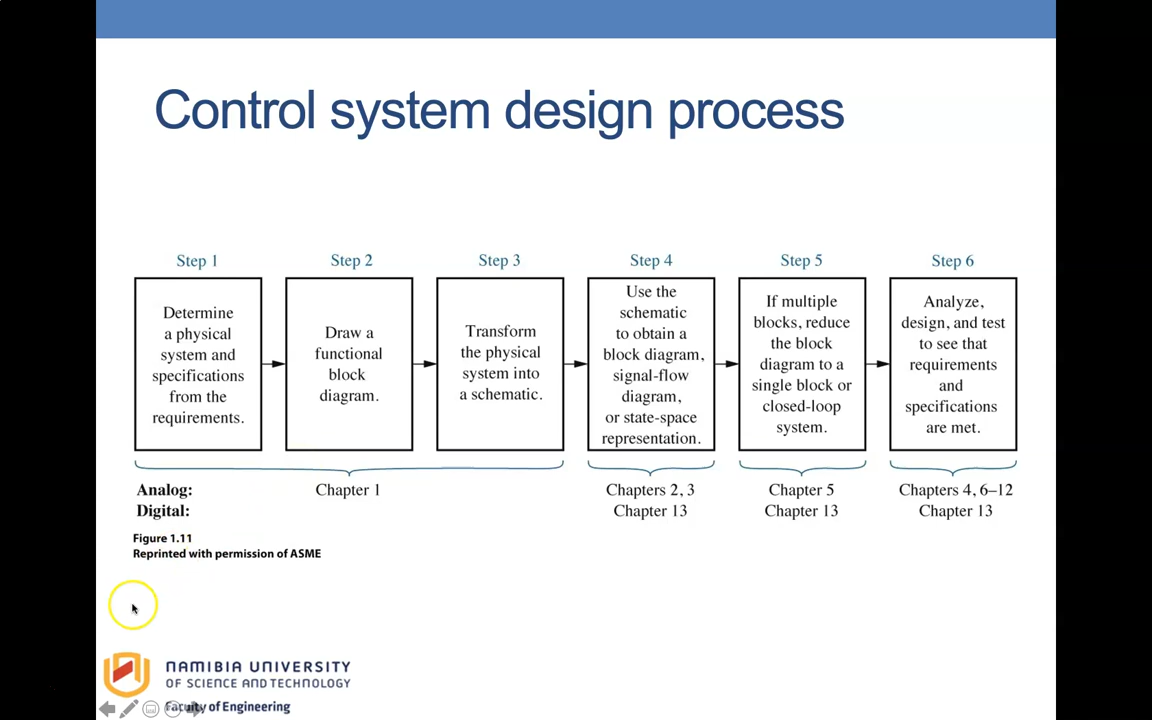 Control system design process
Step 1
Determine
a physical
system and
specifications
from the
requirements.
Step 2
Draw a
functional
block
diagram.
Step 3
Transform
the physical
system into
a schematic.
Step 4
Use the
schematic
to obtain a
block diagram,
signal-flow
diagram,
or state-space
representation.
Step 5
If multiple
blocks, reduce
the block
diagram to a
single block or
closed-loop
system.
Step 6
Analyze,
design, and test
to see that
requirements
and
specifications
are met.
Analog: Chapter 1 Chapters 2, 3 Chapter 5 Chapters 4, 6–12
Digital: Chapter 13 Chapter 13 Chapter 13
Figure 1.11
Reprinted with permission of ASME
NAMIBIA UNIVERSITY
OF SCIENCE AND TECHNOLOGY
Faculty of Engineering